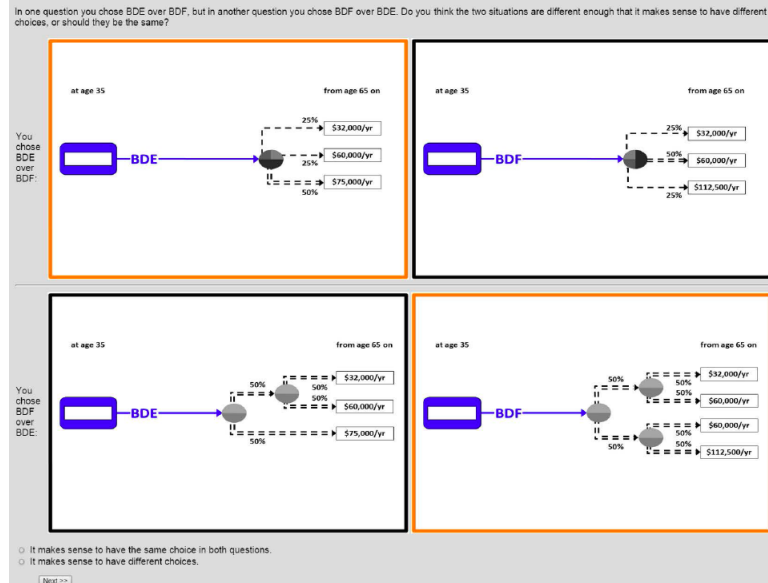 In one question you chose BDE over BDF, but in another question you chose BDF over BDE. Do you think the two situations are different enough that it makes sense to have different
choices, or should they be the same?
at age 35
from age 65 on
at age 35
from age 65 on
You
chose
BDE
over
BDF:
BDE
25%
$32,000/yr
25%
$60,000/yr
50%
$75,000/yr
BDF
25%
$32,000/yr
50%
$60,000/yr
25%
$112,500/yr
at age 35
from age 65 on
at age 35
from age 65 on
You
chose
BDF
over
BDE:
BDE
50%
50%
$32,000/yr
50%
$60,000/yr
50%
$75,000/yr
BDF
50%
50%
$32,000/yr
50%
$60,000/yr
50%
50%
$60,000/yr
50%
$112,500/yr
It makes sense to have the same choice in both questions.
It makes sense to have different choices.
Next >>